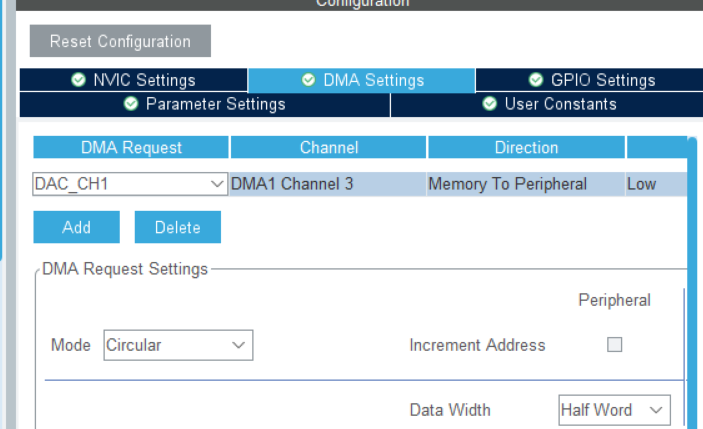 Configuration
Reset Configuration
NVIC Settings DMA Settings GPIO Settings
Parameter Settings User Constants
DMA Request Channel Direction
DAC_CH1 DMA1 Channel 3 Memory To Peripheral Low
Add Delete
DMA Request Settings
Peripheral
Mode Circular Increment Address
Data Width Half Word